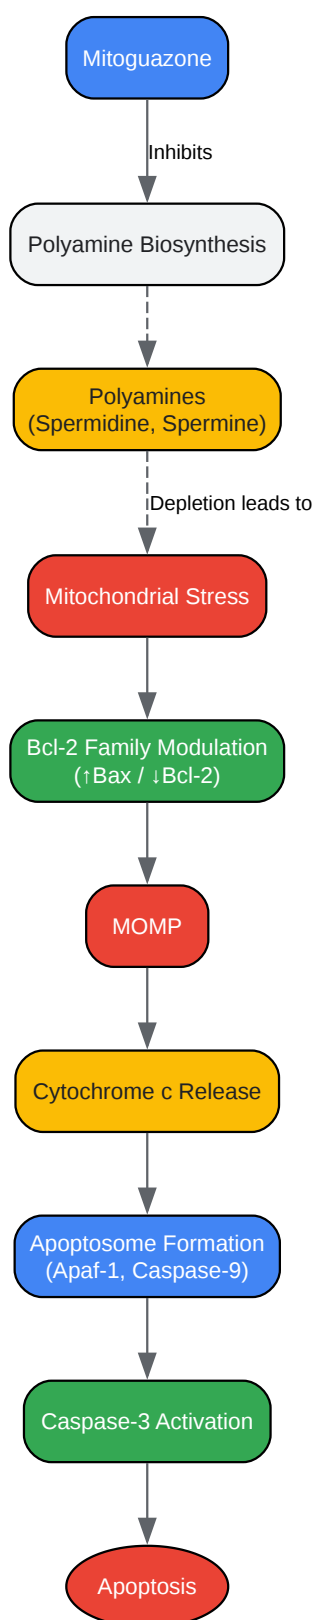 Mitoguazone
Inhibits
Polyamine Biosynthesis
Polyamines
(Spermidine, Spermine)
Depletion leads to
Mitochondrial Stress
Bcl-2 Family Modulation
(↑Bax / ↓Bcl-2)
MOMP
Cytochrome c Release
Apoptosome Formation
(Apaf-1, Caspase-9)
Caspase-3 Activation
Apoptosis